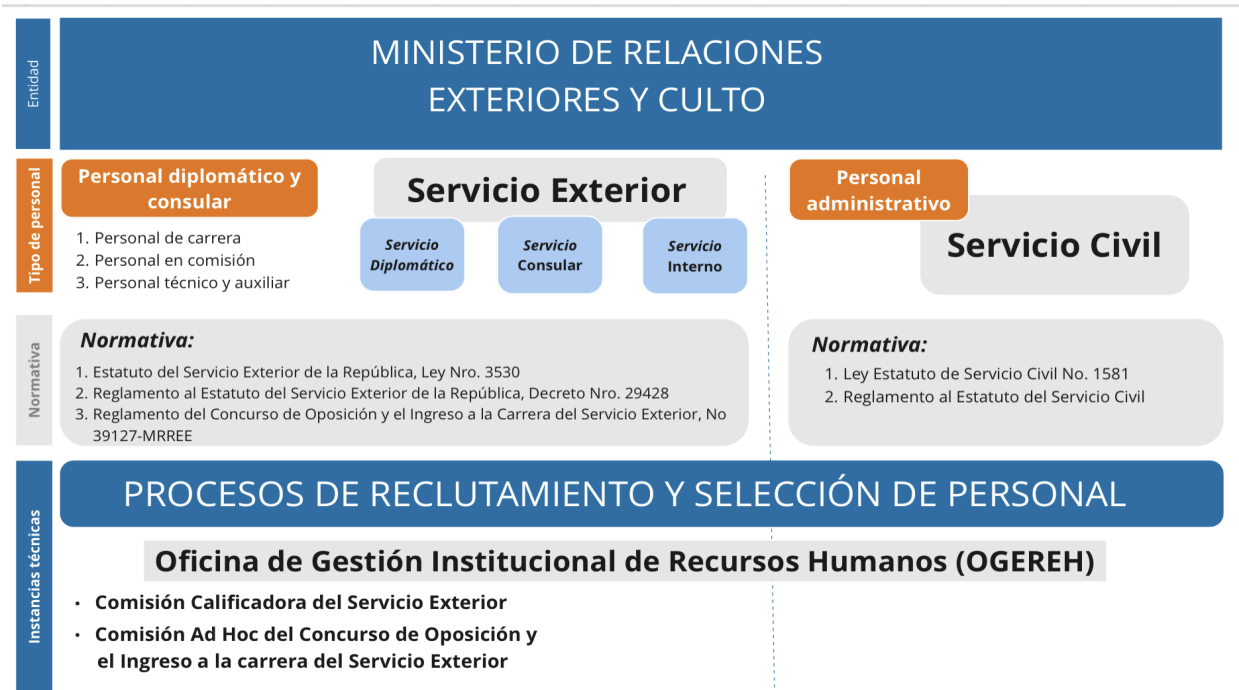 Entidad
MINISTERIO DE RELACIONES
EXTERIORES Y CULTO
Tipo de personal
Personal diplomático y
consular
1. Personal de carrera
2. Personal en comisión
3. Personal técnico y auxiliar
Servicio Exterior
Servicio
Diplomático
Servicio
Consular
Servicio
Interno
Personal
administrativo
Servicio Civil
Normativa
Normativa:
1. Estatuto del Servicio Exterior de la República, Ley Nro. 3530
2. Reglamento al Estatuto del Servicio Exterior de la República, Decreto Nro. 29428
3. Reglamento del Concurso de Oposición y el Ingreso a la Carrera del Servicio Exterior, No
39127-MRREE
Normativa:
1. Ley Estatuto de Servicio Civil No. 1581
2. Reglamento al Estatuto del Servicio Civil
Instancias técnicas
PROCESOS DE RECLUTAMIENTO Y SELECCIÓN DE PERSONAL
Oficina de Gestión Institucional de Recursos Humanos (OGEREH)
• Comisión Calificadora del Servicio Exterior
• Comisión Ad Hoc del Concurso de Oposición y
el Ingreso a la carrera del Servicio Exterior